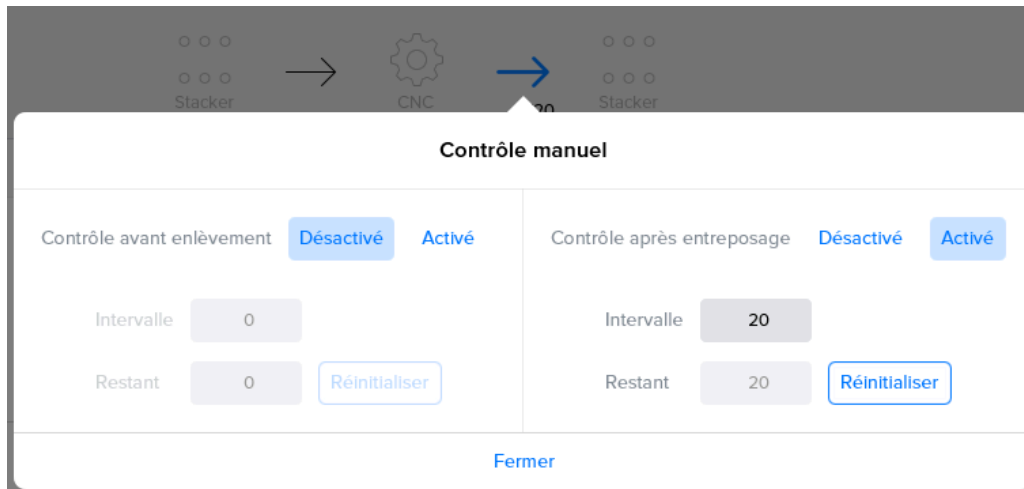 Stacker
CNC
20
Stacker
Contrôle manuel
Contrôle avant enlèvement Désactivé Activé
Contrôle après entreposage Désactivé Activé
Intervalle 0
Intervalle 20
Restant 0 Réinitialiser
Restant 20 Réinitialiser
Fermer